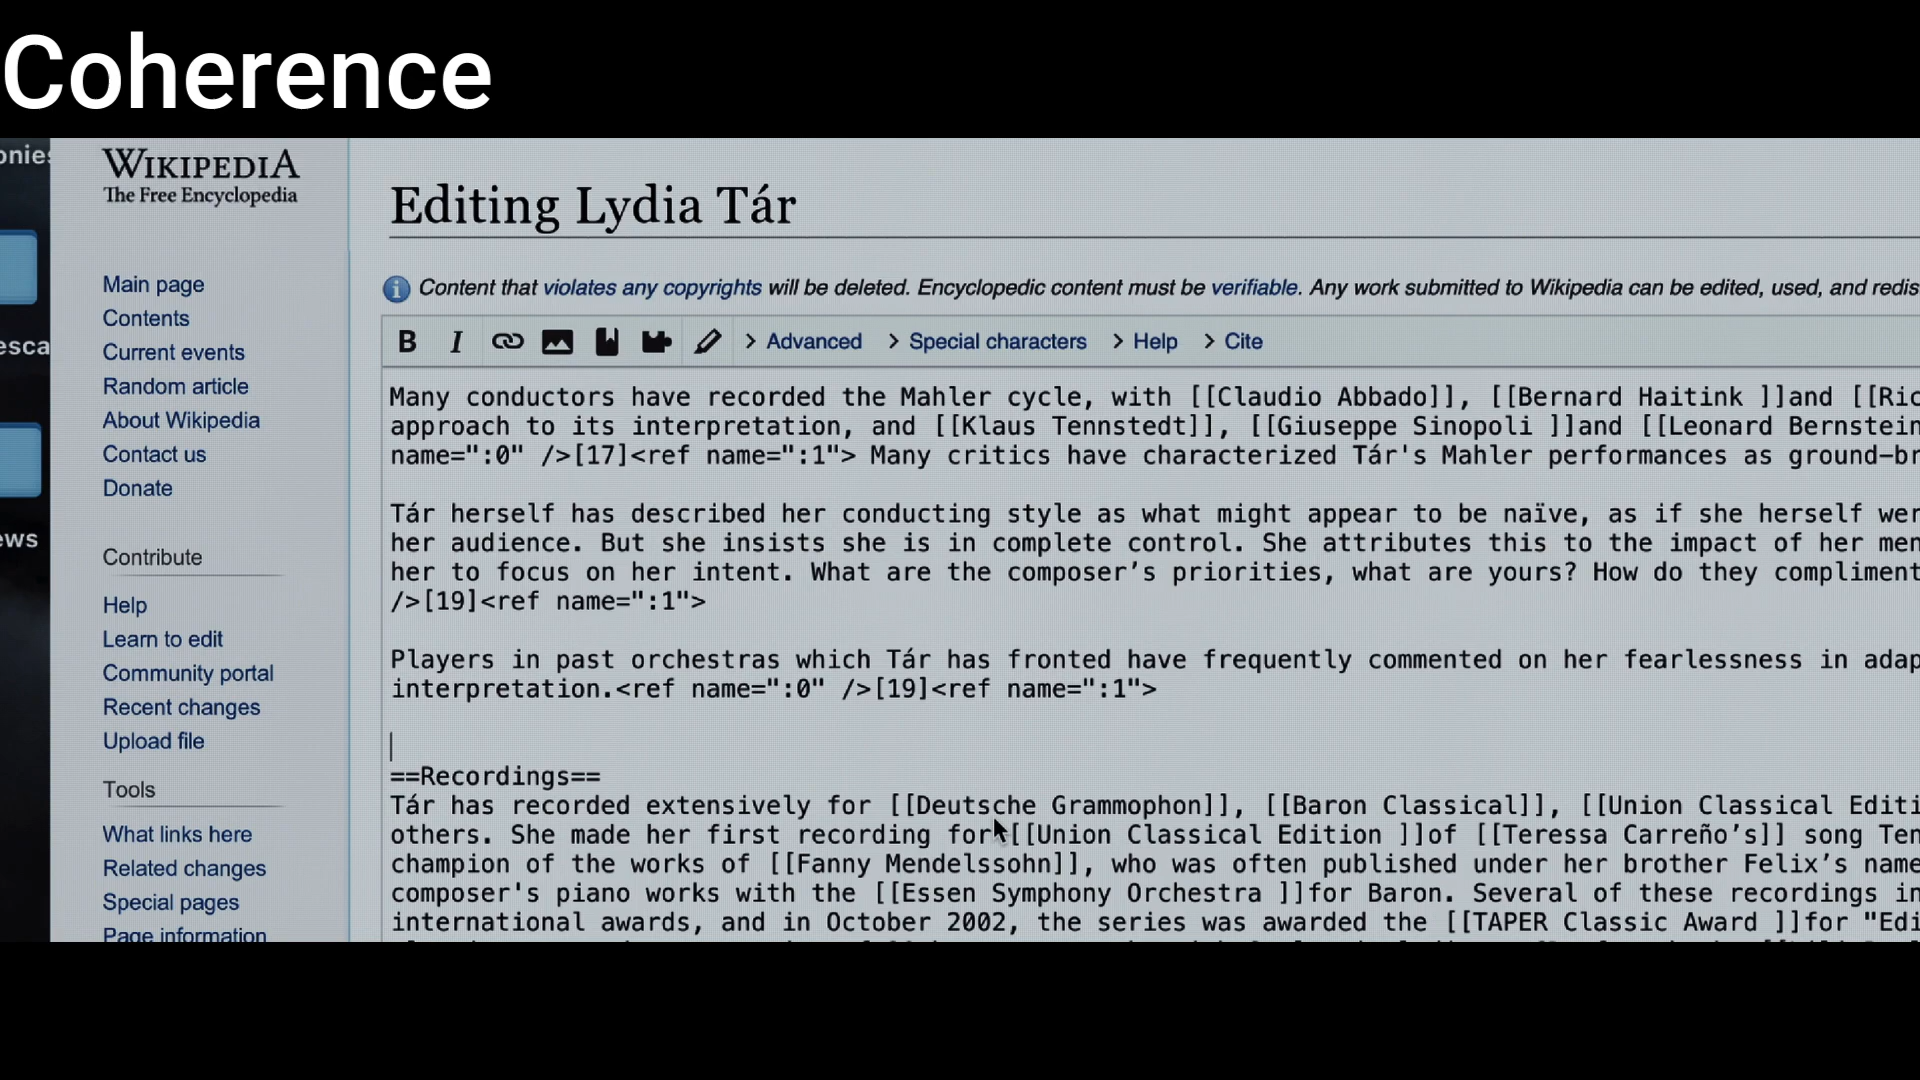 Coherence
onies
esca
ews
WIKIPEDIA
The Free Encyclopedia
Main page
Contents
Current events
Random article
About Wikipedia
Contact us
Donate
Contribute
Help
Learn to edit
Community portal
Recent changes
Upload file
Tools
What links here
Related changes
Special pages
Page information
Editing Lydia Tár
Content that violates any copyrights will be deleted. Encyclopedic content must be verifiable. Any work submitted to Wikipedia can be edited, used, and redis
B I > Advanced > Special characters > Help > Cite
Many conductors have recorded the Mahler cycle, with [[Claudio Abbado]], [[Bernard Haitink ]]and [[Ric
approach to its interpretation, and [[Klaus Tennstedt]], [[Giuseppe Sinopoli ]]and [[Leonard Bernstein
name=":0" />[17]<ref name=":1"> Many critics have characterized Tár's Mahler performances as ground-br
Tár herself has described her conducting style as what might appear to be naïve, as if she herself wer
her audience. But she insists she is in complete control. She attributes this to the impact of her men
her to focus on her intent. What are the composer’s priorities, what are yours? How do they compliment
/>[19]<ref name=":1">
Players in past orchestras which Tár has fronted have frequently commented on her fearlessness in adap
interpretation.<ref name=":0" />[19]<ref name=":1">
==Recordings==
Tár has recorded extensively for [[Deutsche Grammophon]], [[Baron Classical]], [[Union Classical Editi
others. She made her first recording for [[Union Classical Edition ]]of [[Teressa Carreño’s]] song Ten
champion of the works of [[Fanny Mendelssohn]], who was often published under her brother Felix’s name
composer's piano works with the [[Essen Symphony Orchestra ]]for Baron. Several of these recordings in
international awards, and in October 2002, the series was awarded the [[TAPER Classic Award ]]for "Edi